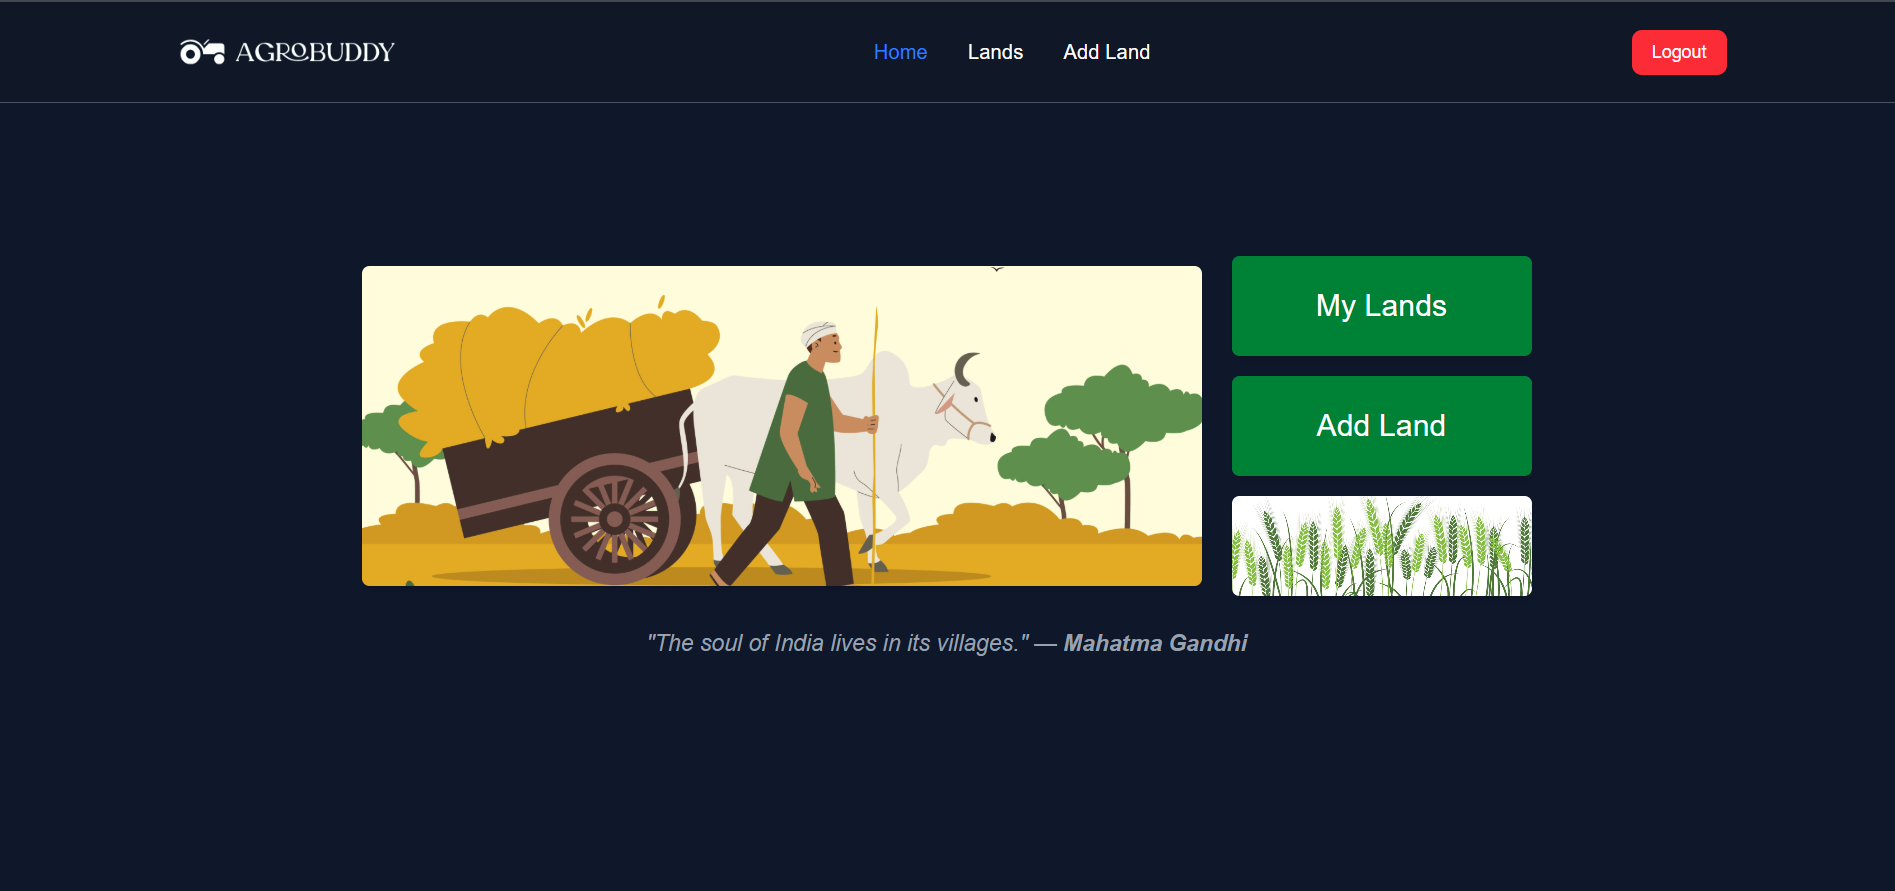 AGROBUDDY
Home
Lands
Add Land
Logout
My Lands
Add Land
"The soul of India lives in its villages." — Mahatma Gandhi